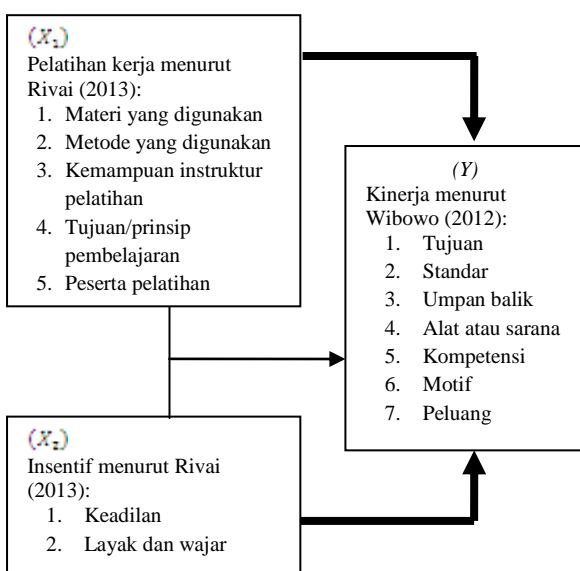 (X₁)
Pelatihan kerja menurut
Rivai (2013):
1. Materi yang digunakan
2. Metode yang digunakan
3. Kemampuan instruktur
pelatihan
4. Tujuan/prinsip
pembelajaran
5. Peserta pelatihan
(Y)
Kinerja menurut
Wibowo (2012):
1. Tujuan
2. Standar
3. Umpan balik
4. Alat atau sarana
5. Kompetensi
6. Motif
7. Peluang
(X₂)
Insentif menurut Rivai
(2013):
1. Keadilan
2. Layak dan wajar